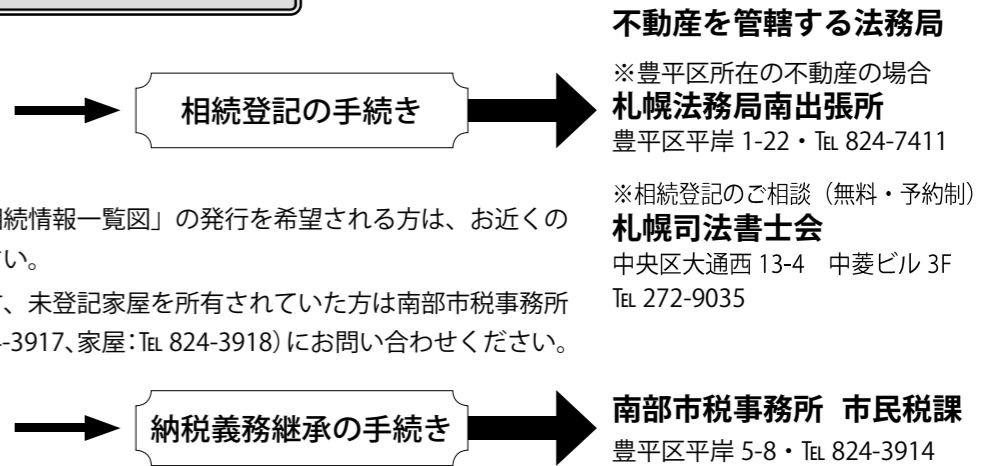 不動産を管轄する法務局
※豊平区所在の不動産の場合
相続登記の手続き
札幌法務局南出張所
豊平区平岸 1-22・℡ 824-7411
※相続登記のご相談（無料・予約制）
札幌司法書士会
中央区大通西 13-4　中菱ビル 3F
℡ 272-9035
続情報一覧図」の発行を希望される方は、お近くの
い。
、未登記家屋を所有されていた方は南部市税事務所
-3917、家屋：℡ 824-3918）にお問い合わせください。
納税義務継承の手続き
南部市税事務所 市民税課
豊平区平岸 5-8・℡ 824-3914